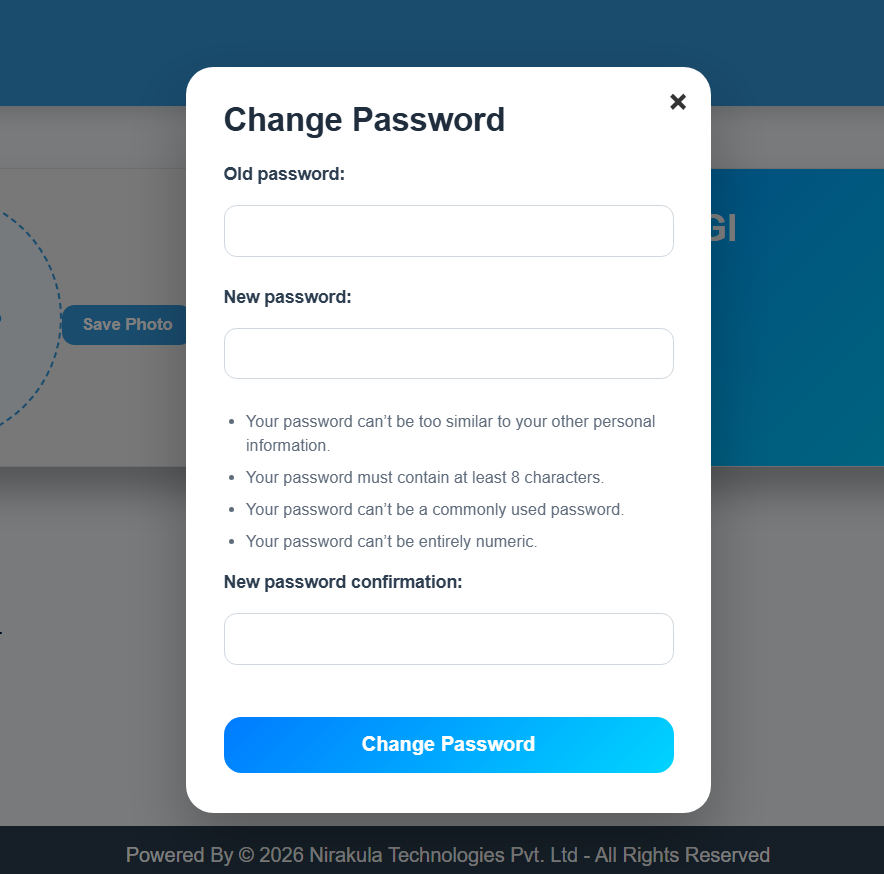 Change Password
Old password:
New password:
Save Photo
GI
Your password can’t be too similar to your other personal
information.
Your password must contain at least 8 characters.
Your password can’t be a commonly used password.
Your password can’t be entirely numeric.
New password confirmation:
Change Password
Powered By © 2026 Nirakula Technologies Pvt. Ltd - All Rights Reserved